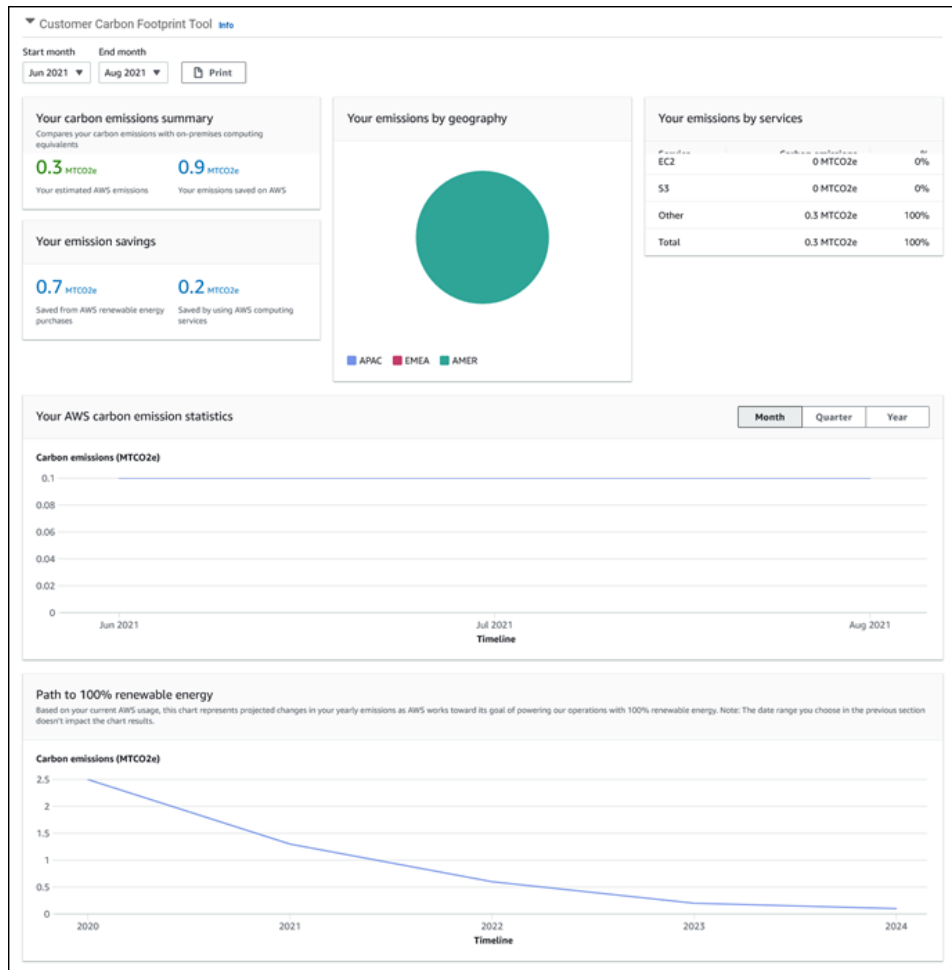 Customer Carbon Footprint Tool Info
Start month End month
Jun 2021 Aug 2021 Print
Your carbon emissions summary
Compares your carbon emissions with on-premises computing
equivalents
0.3 MTCO2e 0.9 MTCO2e
Your estimated AWS emissions Your emissions saved on AWS
Your emission savings
0.7 MTCO2e 0.2 MTCO2e
Saved from AWS renewable energy Saved by using AWS computing
purchases services
Your emissions by geography
APAC EMEA AMER
Your emissions by services
EC2 0 MTCO2e 0%
S3 0 MTCO2e 0%
Other 0.3 MTCO2e 100%
Total 0.3 MTCO2e 100%
Your AWS carbon emission statistics
Month Quarter Year
Carbon emissions (MTCO2e)
0.1
0.08
0.06
0.04
0.02
0
Jun 2021 Jul 2021 Aug 2021
Timeline
Path to 100% renewable energy
Based on your current AWS usage, this chart represents projected changes in your yearly emissions as AWS works toward its goal of powering our operations with 100% renewable energy. Note: The date range you choose in the previous section
doesn't impact the chart results.
Carbon emissions (MTCO2e)
2.5
2
1.5
1
0.5
0
2020 2021 2022 2023 2024
Timeline